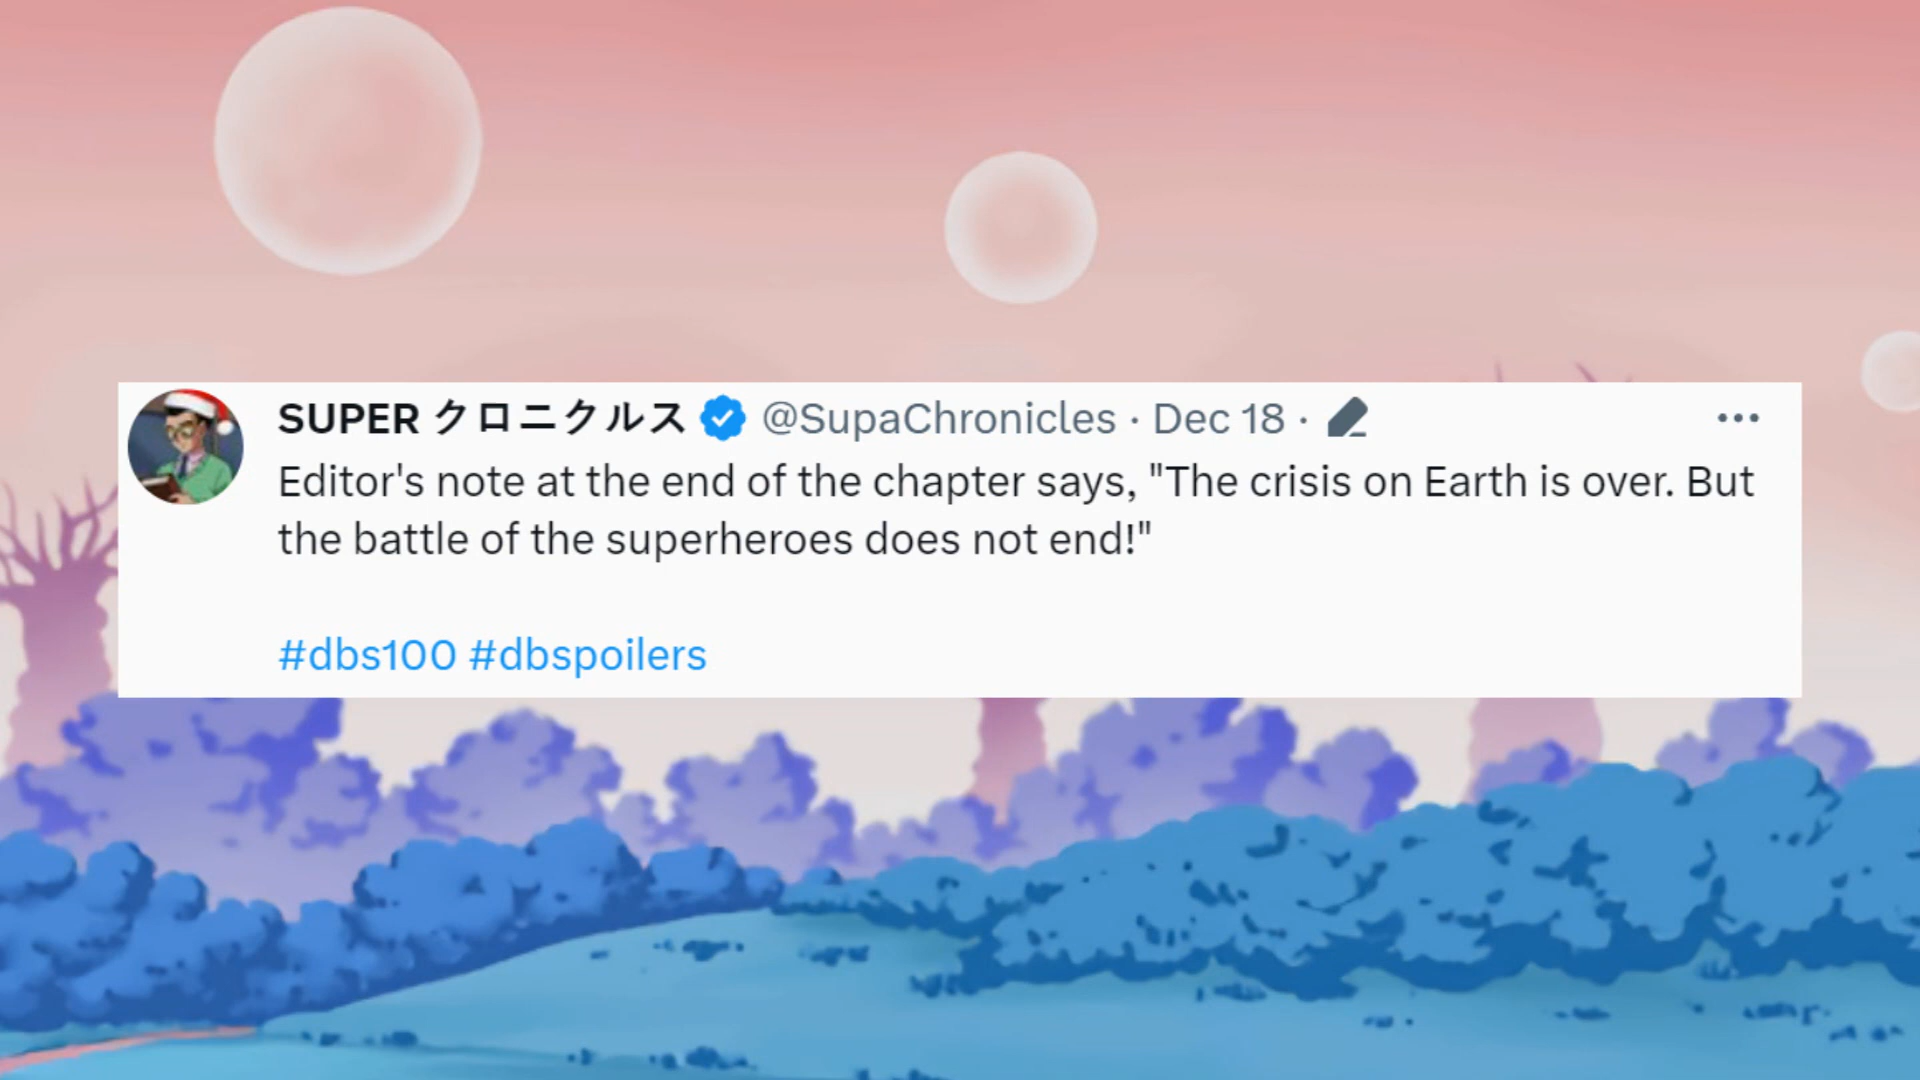 SUPER クロニクルス @SupaChronicles · Dec 18 ·
Editor's note at the end of the chapter says, "The crisis on Earth is over. But
the battle of the superheroes does not end!"
#dbs100 #dbspoilers